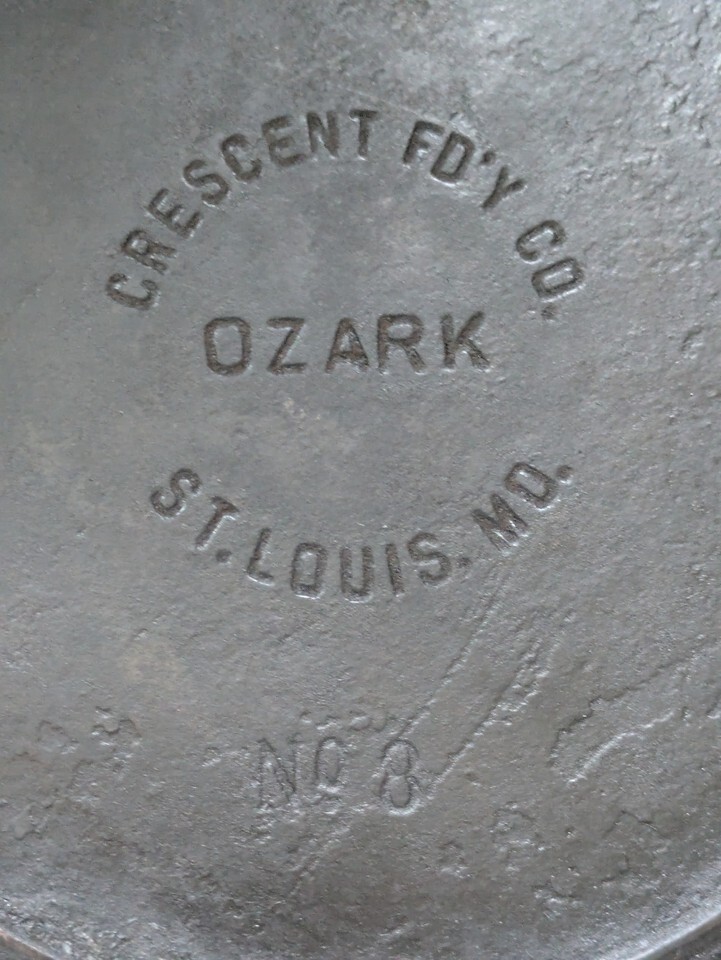 CRESCENT FD'Y CO.
OZARK
ST. LOUIS. MO.
NO 8